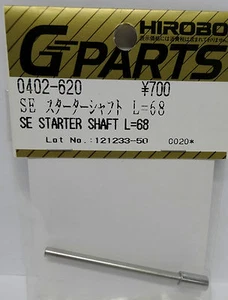 HIROBO
G PARTS
0402-620 ¥700
SE スターターシャフト L=68
SE STARTER SHAFT L=68
Lot No.:121233-50 G020*